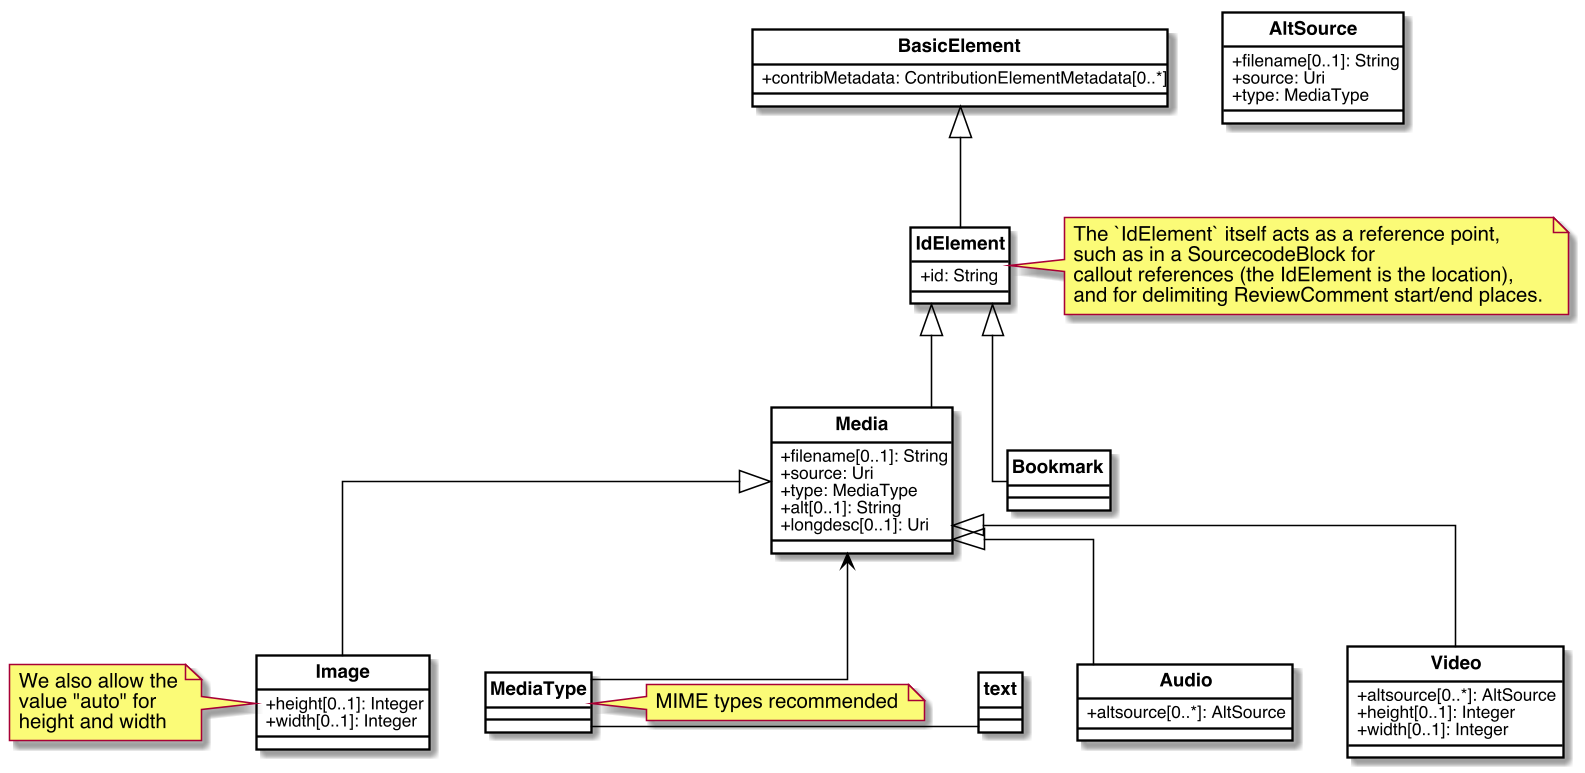 BasicElement
+contribMetadata: ContributionElementMetadata[0..*]
AltSource
+filename[0..1]: String
+source: Uri
+type: MediaType
IdElement
+id: String
The `IdElement` itself acts as a reference point,
such as in a SourcecodeBlock for
callout references (the IdElement is the location),
and for delimiting ReviewComment start/end places.
Media
+filename[0..1]: String
+source: Uri
+type: MediaType
+alt[0..1]: String
+longdesc[0..1]: Uri
Bookmark
We also allow the
value "auto" for
height and width
Image
+height[0..1]: Integer
+width[0..1]: Integer
MediaType
MIME types recommended
text
Audio
+altsource[0..*]: AltSource
Video
+altsource[0..*]: AltSource
+height[0..1]: Integer
+width[0..1]: Integer